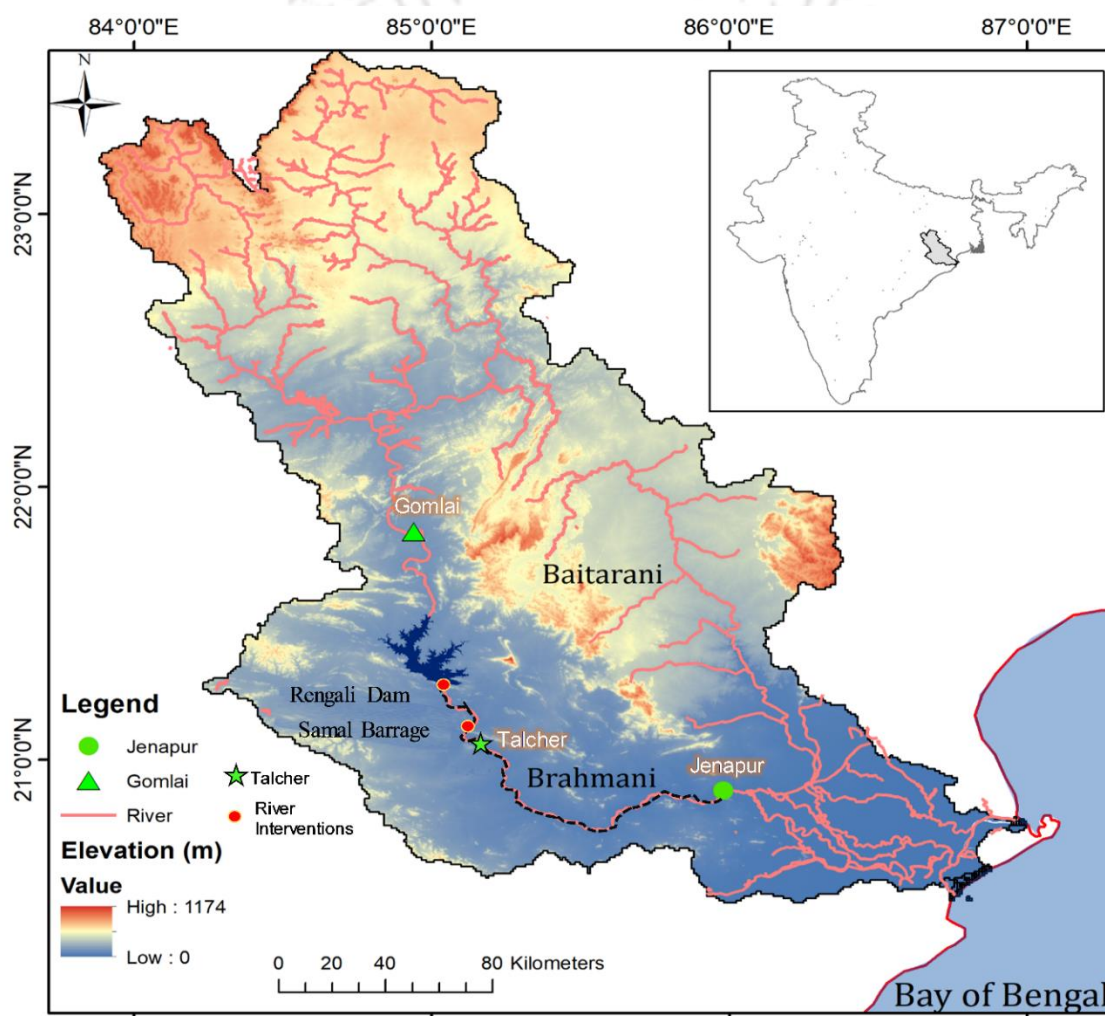 84°0'0"E
85°0'0"E
86°0'0"E
87°0'0"E
N
23°0'0"N
22°0'0"N
21°0'0"N
Gomlai
Baitarani
Rengali Dam
Samal Barrage
Talcher
Brahmani
Jenapur
Legend
Jenapur
Gomlai
Talcher
River
River
Interventions
Elevation (m)
Value
High : 1174
Low : 0
0 20 40 80 Kilometers
Bay of Bengal